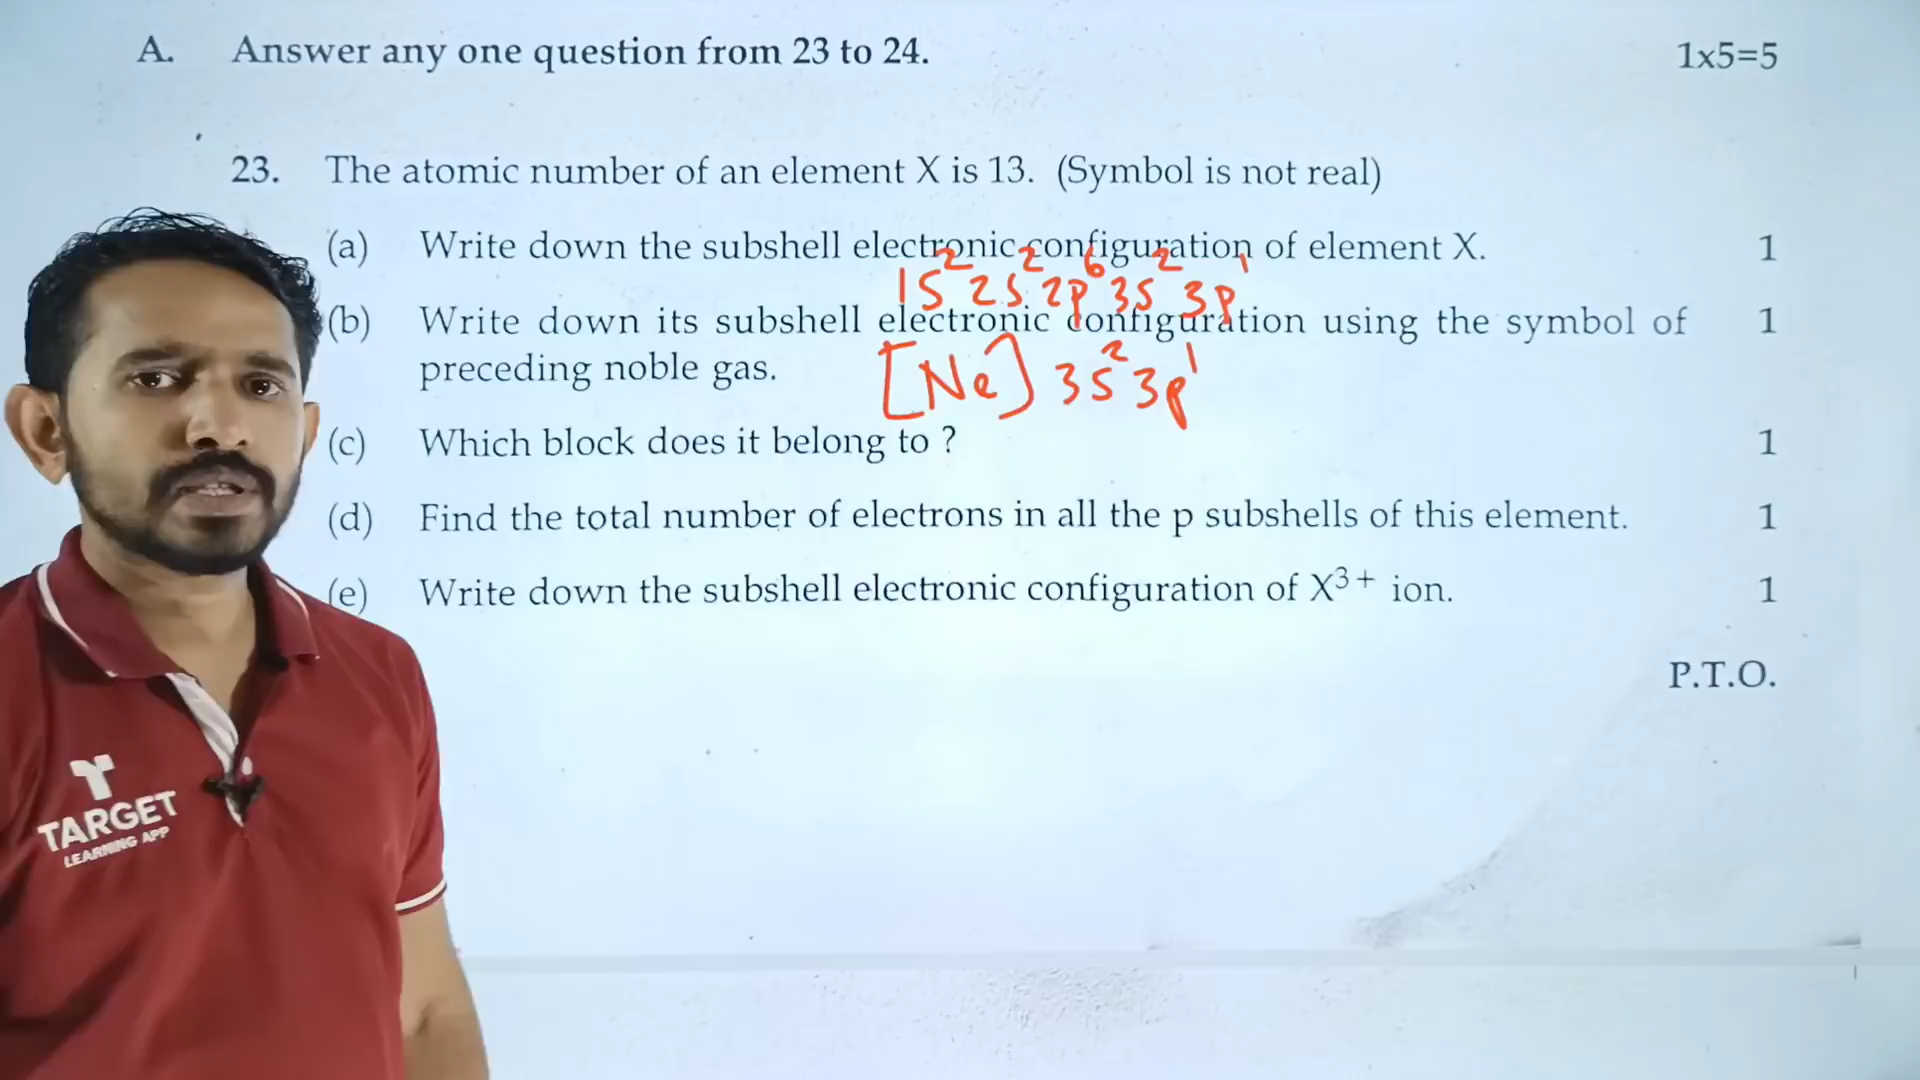 A. Answer any one question from 23 to 24. 1x5=5
23. The atomic number of an element X is 13. (Symbol is not real)
(a) Write down the subshell electronic configuration of element X. 1
1s² 2s² 2p⁶ 3s² 3p¹
(b) Write down its subshell electronic configuration using the symbol of 1
preceding noble gas. [Ne] 3s² 3p¹
(c) Which block does it belong to ? 1
(d) Find the total number of electrons in all the p subshells of this element. 1
(e) Write down the subshell electronic configuration of X³⁺ ion. 1
P.T.O.
TARGET
LEARNING APP